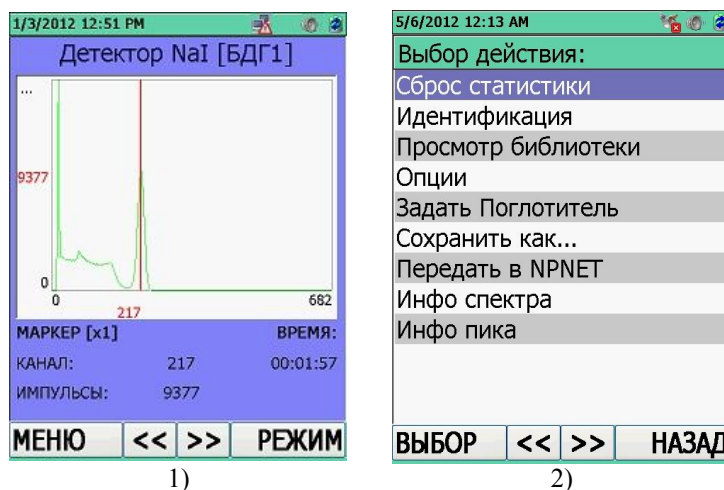 1/3/2012 12:51 PM
Детектор NaI [БДГ1]
...
9377
0
0
217
682
МАРКЕР [x1] ВРЕМЯ:
КАНАЛ: 217 00:01:57
ИМПУЛЬСЫ: 9377
МЕНЮ << >> РЕЖИМ
1)
5/6/2012 12:13 AM
Выбор действия:
Сброс статистики
Идентификация
Просмотр библиотеки
Опции
Задать Поглотитель
Сохранить как...
Передать в NPNET
Инфо спектра
Инфо пика
ВЫБОР << >> НАЗАД
2)